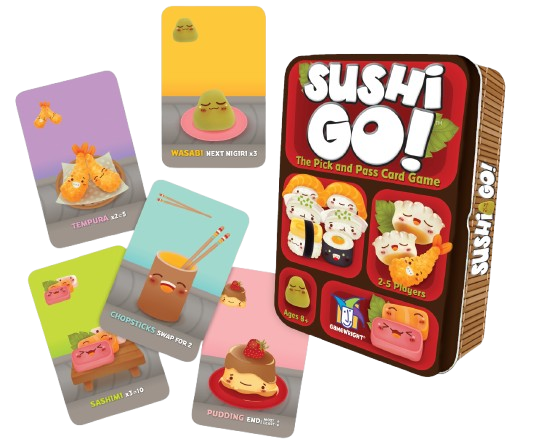 WASABI NEXT NIGIRI x3
TEMPURA x2=5
CHOPSTICKS SWAP FOR 2
SASHIMI x3=10
PUDDING END:
SUSHI
GO!
The Pick and Pass Card Game
2-5 Players
Ages 8+
GAMEWRIGHT
SUSHI GO!